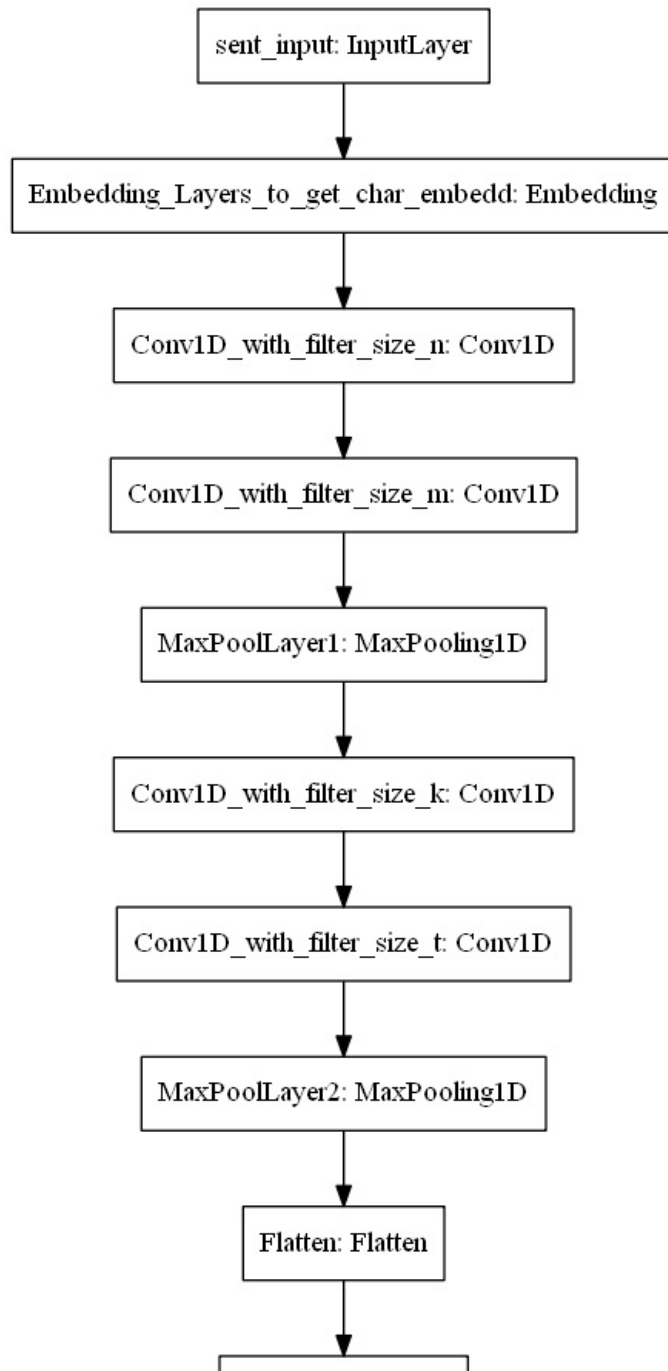 sent_input: InputLayer
Embedding_Layers_to_get_char_embedd: Embedding
Conv1D_with_filter_size_n: Conv1D
Conv1D_with_filter_size_m: Conv1D
MaxPoolLayer1: MaxPooling1D
Conv1D_with_filter_size_k: Conv1D
Conv1D_with_filter_size_t: Conv1D
MaxPoolLayer2: MaxPooling1D
Flatten: Flatten